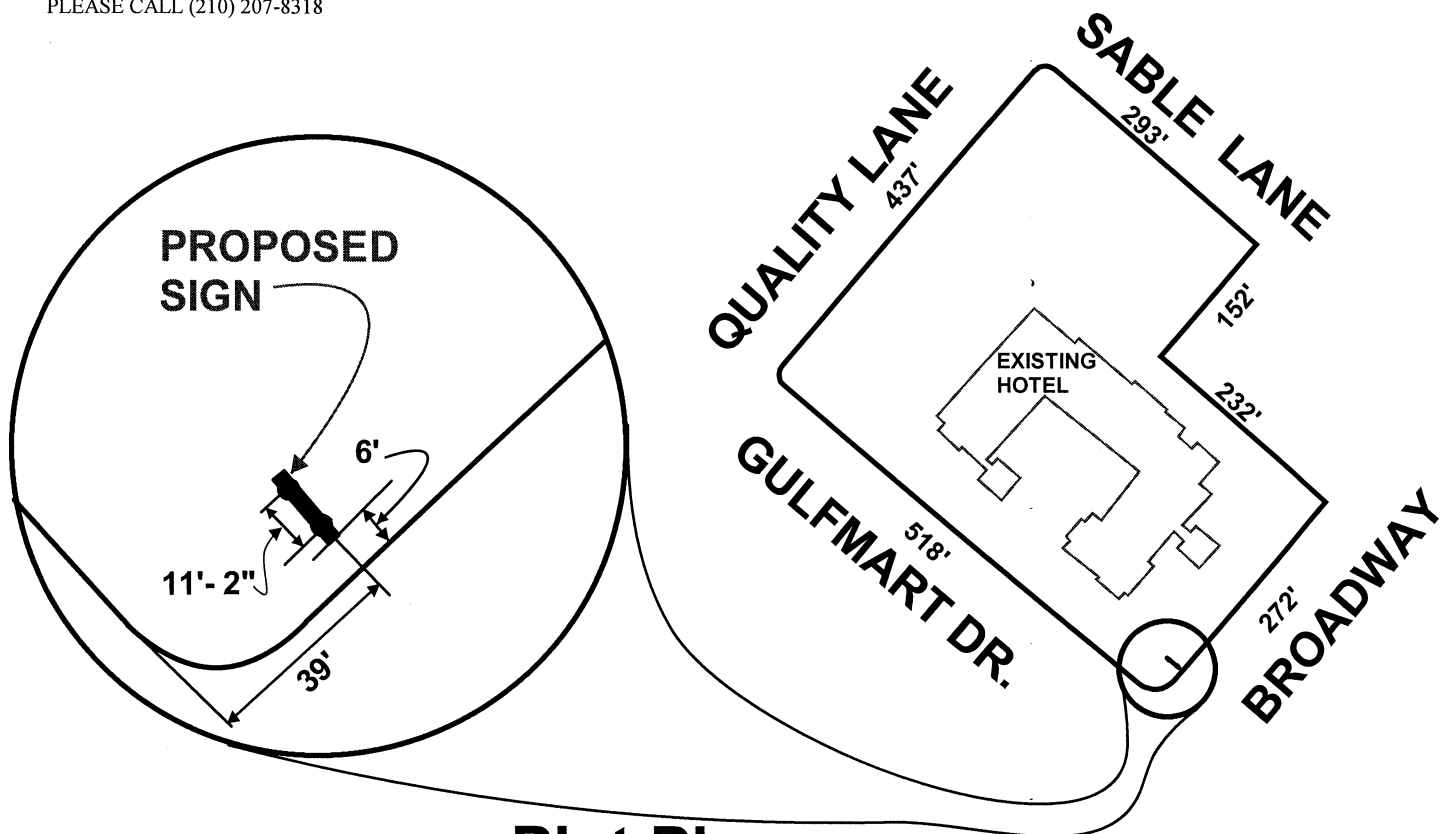 PLEASE CALL (210) 207-8318
SABLE LANE
293'
QUALITY LANE
437'
PROPOSED
SIGN
152'
EXISTING
HOTEL
232'
6'
GULFMART DR.
518'
11'- 2"
272'
BROADWAY
39'